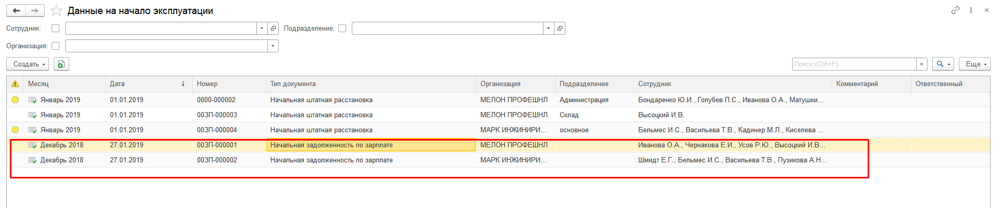 Данные на начало эксплуатации
Сотрудник: Подразделение:
Организация:
Создать Поиск (Ctrl+F) × Еще
Месяц Дата ↓ Номер Тип документа Организация Подразделение Сотрудник Комментарий Ответственный
Январь 2019 01.01.2019 0000-000002 Начальная штатная расстановка МЕЛОН ПРОФЕШНЛ Администрация Бондаренко Ю.И., Голубев П.С., Иванова О.А., Матушки...
Январь 2019 01.01.2019 00ЗП-000003 Начальная штатная расстановка МЕЛОН ПРОФЕШНЛ Склад Высоцкий И.В.
Январь 2019 01.01.2019 00ЗП-000004 Начальная штатная расстановка МАРК ИНЖИНИРИ... основное Бельмес И.С., Васильева Т.В., Кадинер М.Л., Киселева ...
Декабрь 2018 27.01.2019 00ЗП-000001 Начальная задолженность по зарплате МЕЛОН ПРОФЕШНЛ Иванова О.А., Чернакова Е.И., Усов Р.Ю., Высоцкий И.В...
Декабрь 2018 27.01.2019 00ЗП-000002 Начальная задолженность по зарплате МАРК ИНЖИНИРИ... Шмидт Е.Г., Бельмес И.С., Васильева Т.В., Пузикова А.Н...